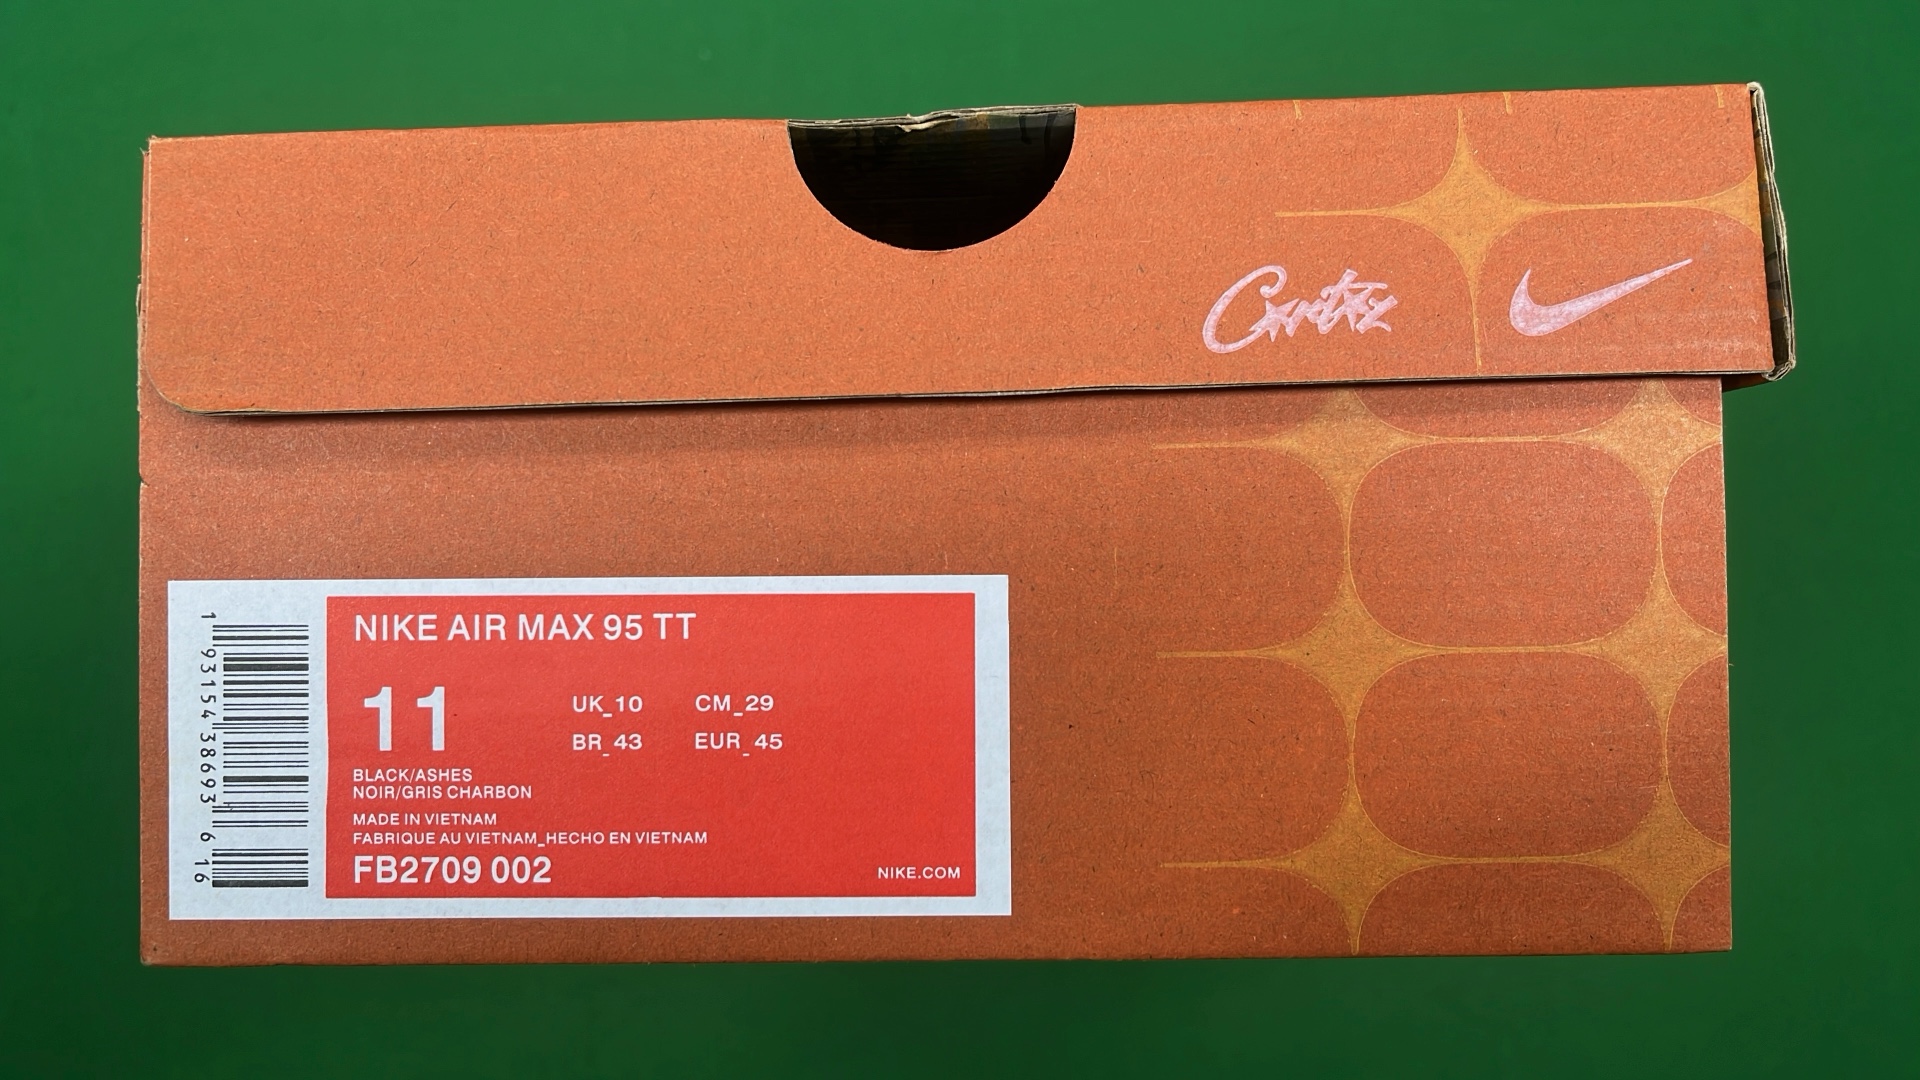 Crtz
NIKE AIR MAX 95 TT
11
UK_10 CM_29
BR_43 EUR_45
BLACK/ASHES
NOIR/GRIS CHARBON
MADE IN VIETNAM
FABRIQUE AU VIETNAM_HECHO EN VIETNAM
FB2709 002
NIKE.COM
1 93154 38693 6 16